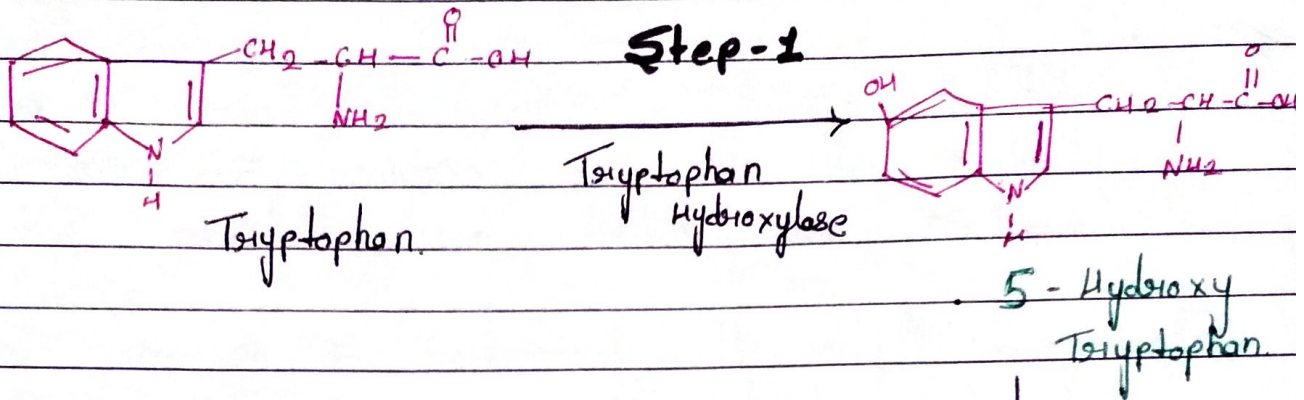 O
CH2 - CH - C - OH
NH2
N
H
Tryptophan.
Step-1
Tryptophan
Hydroxylase
O
OH
CH2 - CH - C - OH
NH2
N
H
5 - Hydroxy
Tryptophan.